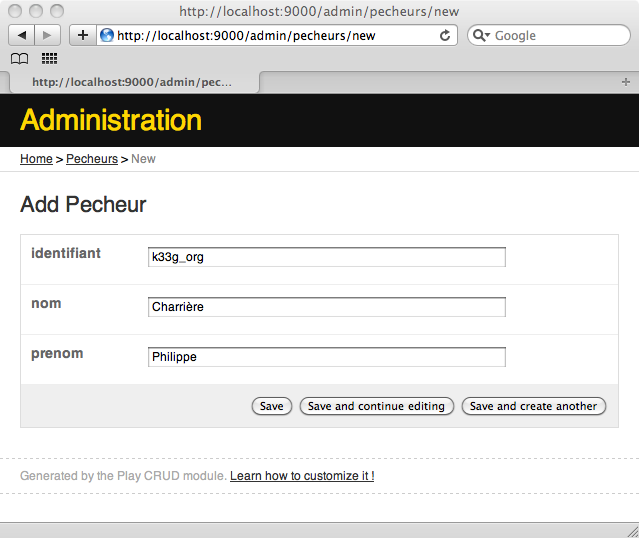 http://localhost:9000/admin/pecheurs/new
http://localhost:9000/admin/pecheurs/new
Google
http://localhost:9000/admin/pec...
Administration
Home > Pecheurs > New
Add Pecheur
identifiant k33g_org
nom Charrière
prenom Philippe
Save Save and continue editing Save and create another
Generated by the Play CRUD module. Learn how to customize it !